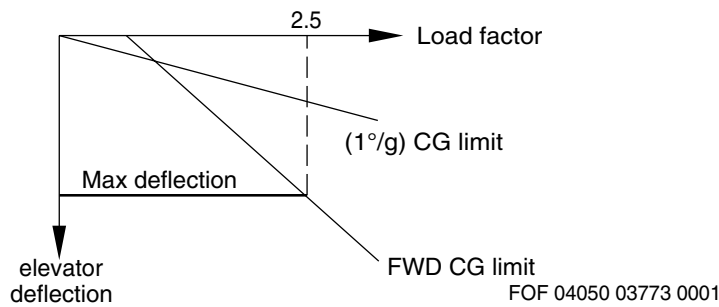 2.5
Load factor
(1°/g) CG limit
Max deflection
FWD CG limit
elevator
deflection
FOF 04050 03773 0001